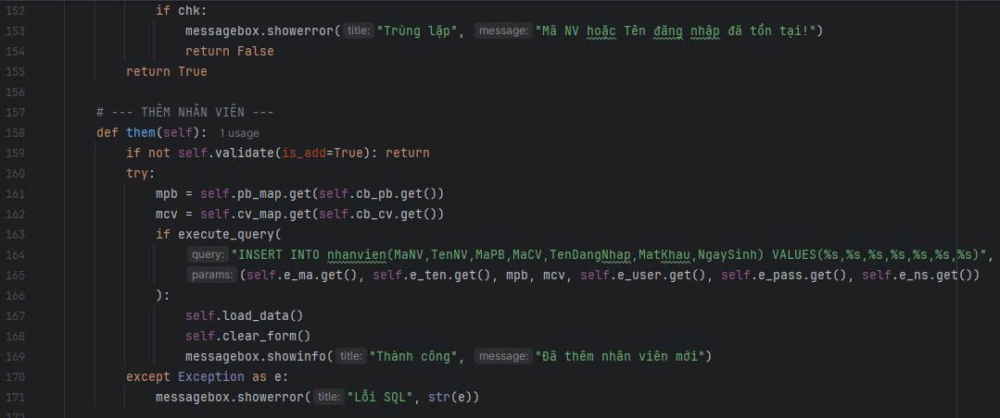 152 if chk:
153 messagebox.showerror( title: "Trùng lặp", message: "Mã NV hoặc Tên đăng nhập đã tồn tại!")
154 return False
155 return True
156
157 # --- THÊM NHÂN VIÊN ---
158 def them(self): 1 usage
159 if not self.validate(is_add=True): return
160 try:
161 mpb = self.pb_map.get(self.cb_pb.get())
162 mcv = self.cv_map.get(self.cb_cv.get())
163 if execute_query(
164 query: "INSERT INTO nhanvien(MaNV,TenNV,MaPB,MaCV,TenDangNhap,MatKhau,NgaySinh) VALUES(%s,%s,%s,%s,%s,%s,%s)",
165 params: (self.e_ma.get(), self.e_ten.get(), mpb, mcv, self.e_user.get(), self.e_pass.get(), self.e_ns.get())
166 ):
167 self.load_data()
168 self.clear_form()
169 messagebox.showinfo( title: "Thành công", message: "Đã thêm nhân viên mới")
170 except Exception as e:
171 messagebox.showerror( title: "Lỗi SQL", str(e))